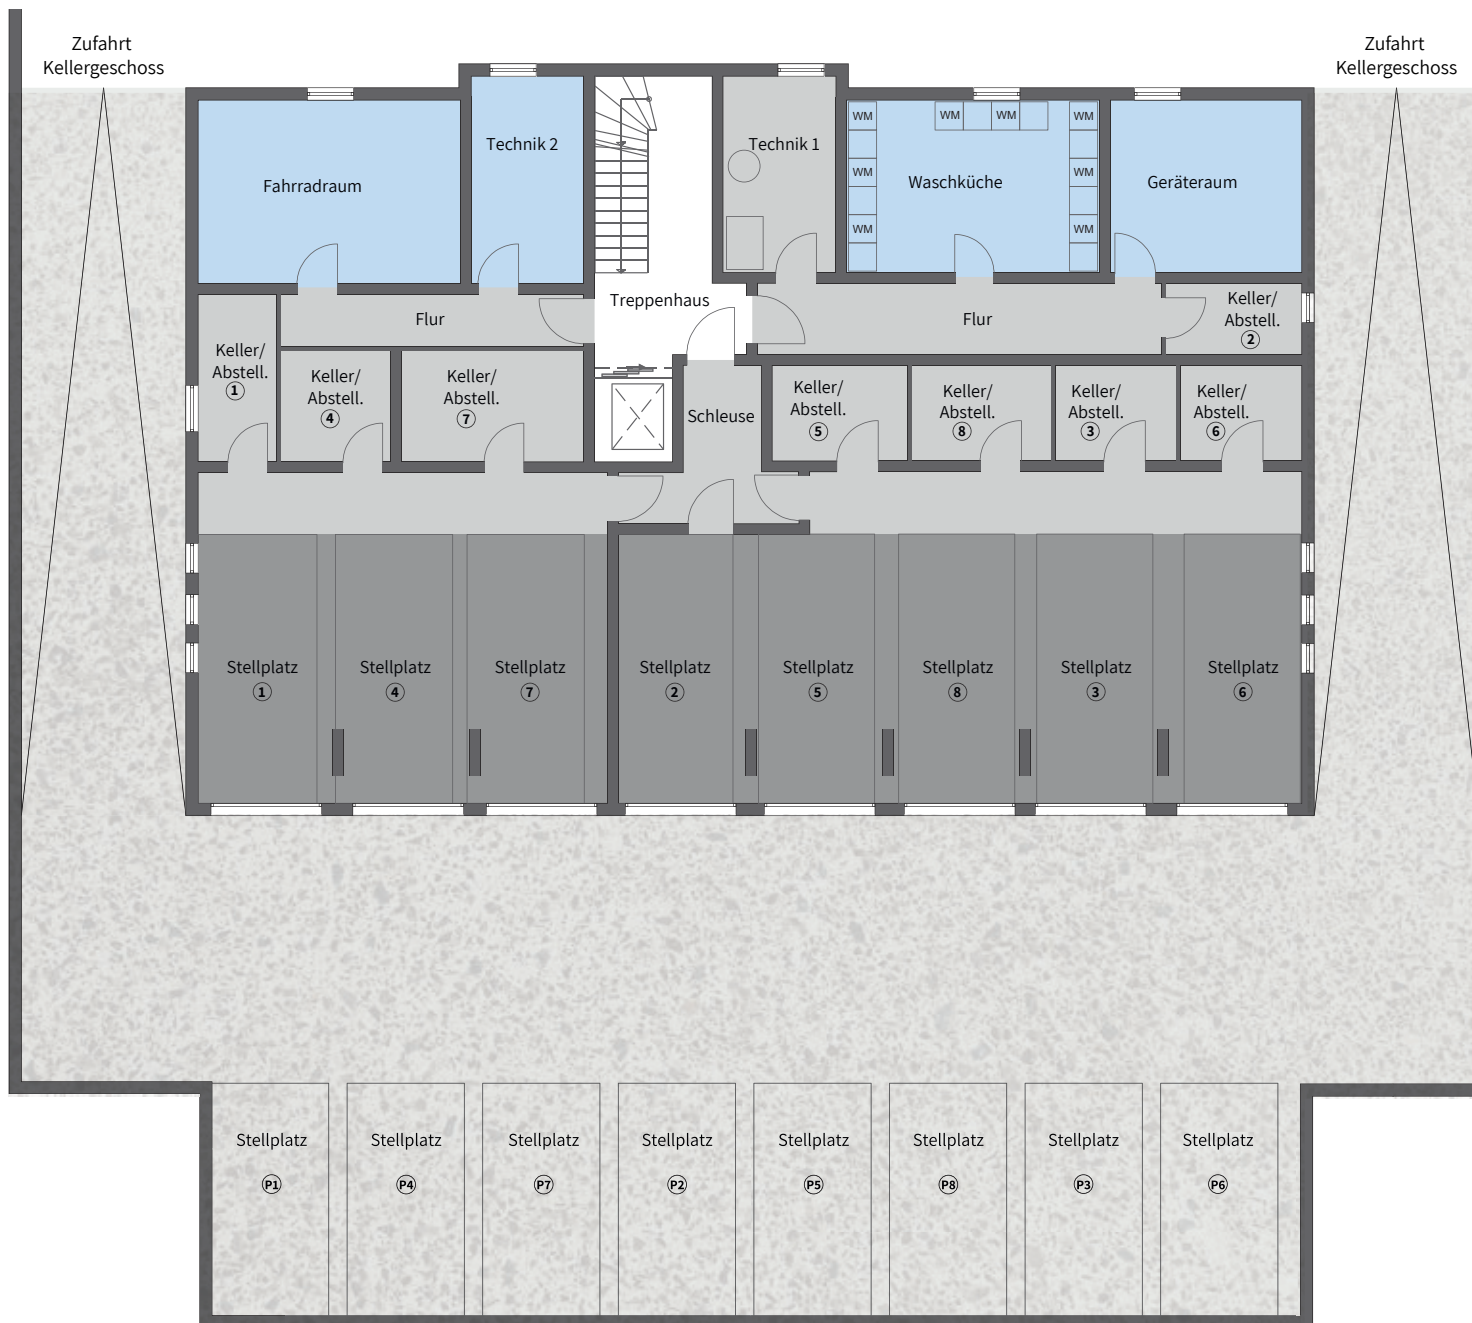 Zufahrt
Kellergeschoss
Zufahrt
Kellergeschoss
Fahrradraum
Technik 2
Technik 1
Waschküche
Geräteraum
WM
WM
WM
WM
WM
WM
WM
WM
Treppenhaus
Flur
Flur
Keller/
Abstell.
2
Keller/
Abstell.
1
Keller/
Abstell.
4
Keller/
Abstell.
7
Schleuse
Keller/
Abstell.
5
Keller/
Abstell.
8
Keller/
Abstell.
3
Keller/
Abstell.
6
Stellplatz
1
Stellplatz
4
Stellplatz
7
Stellplatz
2
Stellplatz
5
Stellplatz
8
Stellplatz
3
Stellplatz
6
Stellplatz
P1
Stellplatz
P4
Stellplatz
P7
Stellplatz
P2
Stellplatz
P5
Stellplatz
P8
Stellplatz
P3
Stellplatz
P6